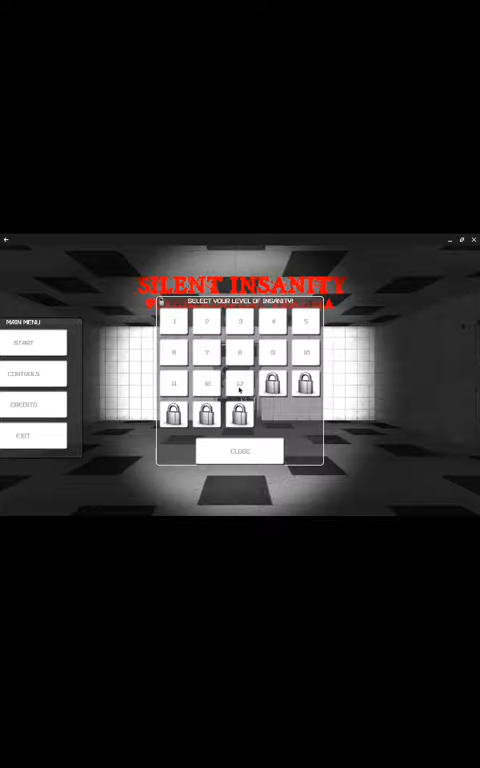 SILENT INSANITY
SELECT YOUR LEVEL OF INSANITY!
MAIN MENU
START
CONTROLS
CREDITS
EXIT
1 2 3 4 5
6 7 8 9 10
11 12 13
CLOSE